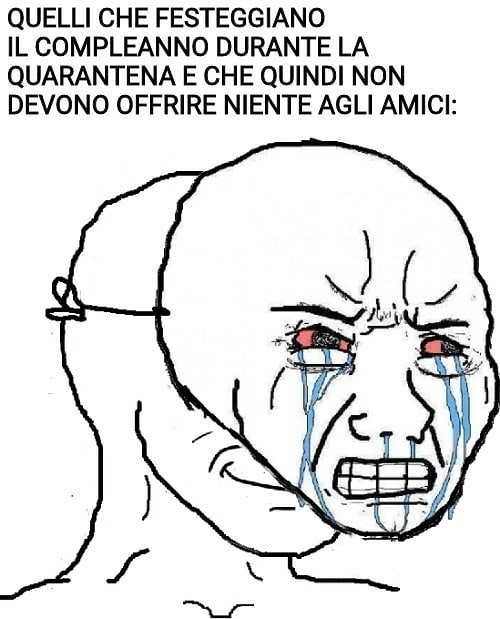 QUELLI CHE FESTEGGIANO
IL COMPLEANNO DURANTE LA
QUARANTENA E CHE QUINDI NON
DEVONO OFFRIRE NIENTE AGLI AMICI: